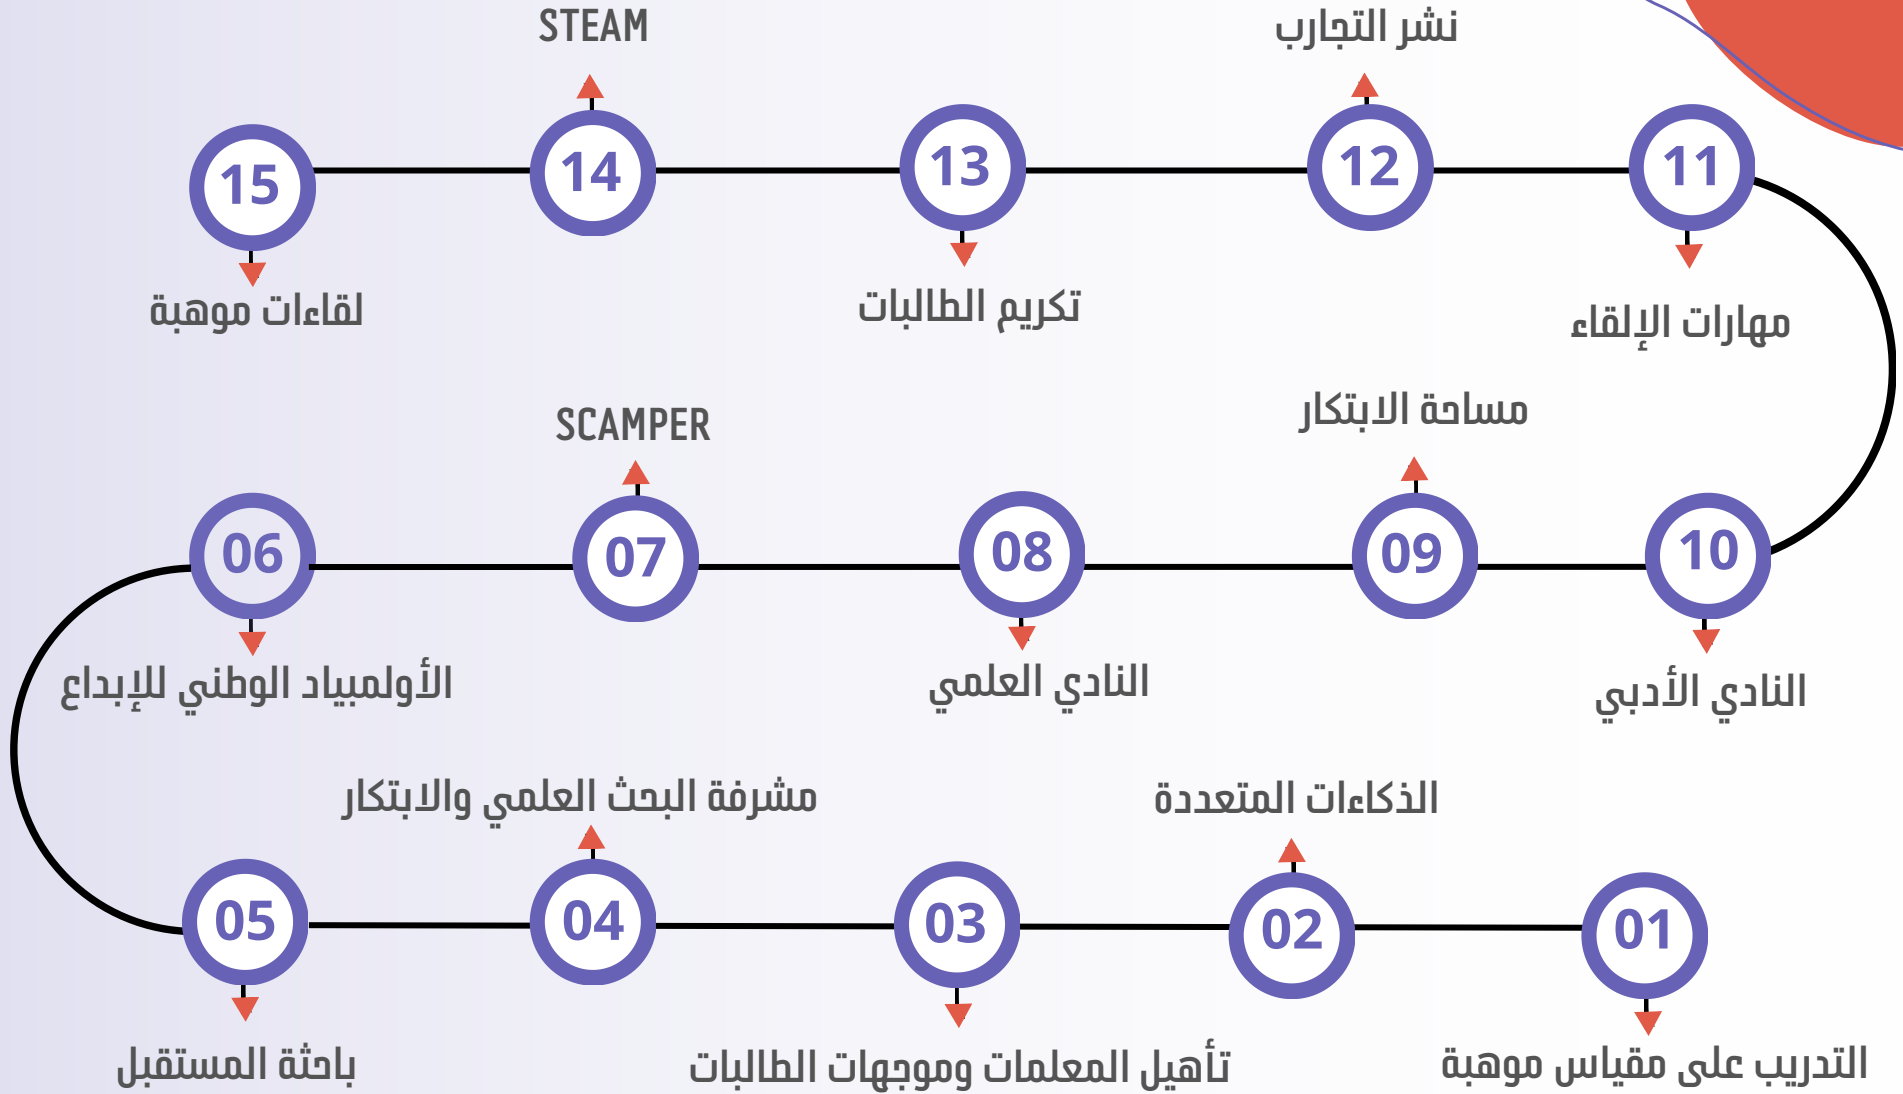 STEAM
نشر التجارب
15
14
13
12
11
لقاءات موهبة
تكريم الطالبات
مهارات الإلقاء
SCAMPER
مساحة الابتكار
06
07
08
09
10
الأولمبياد الوطني للإبداع
النادي العلمي
النادي الأدبي
مشرفة البحث العلمي والابتكار
الذكاءات المتعددة
05
04
03
02
01
باحثة المستقبل
تأهيل المعلمات وموجهات الطالبات
التدريب على مقياس موهبة